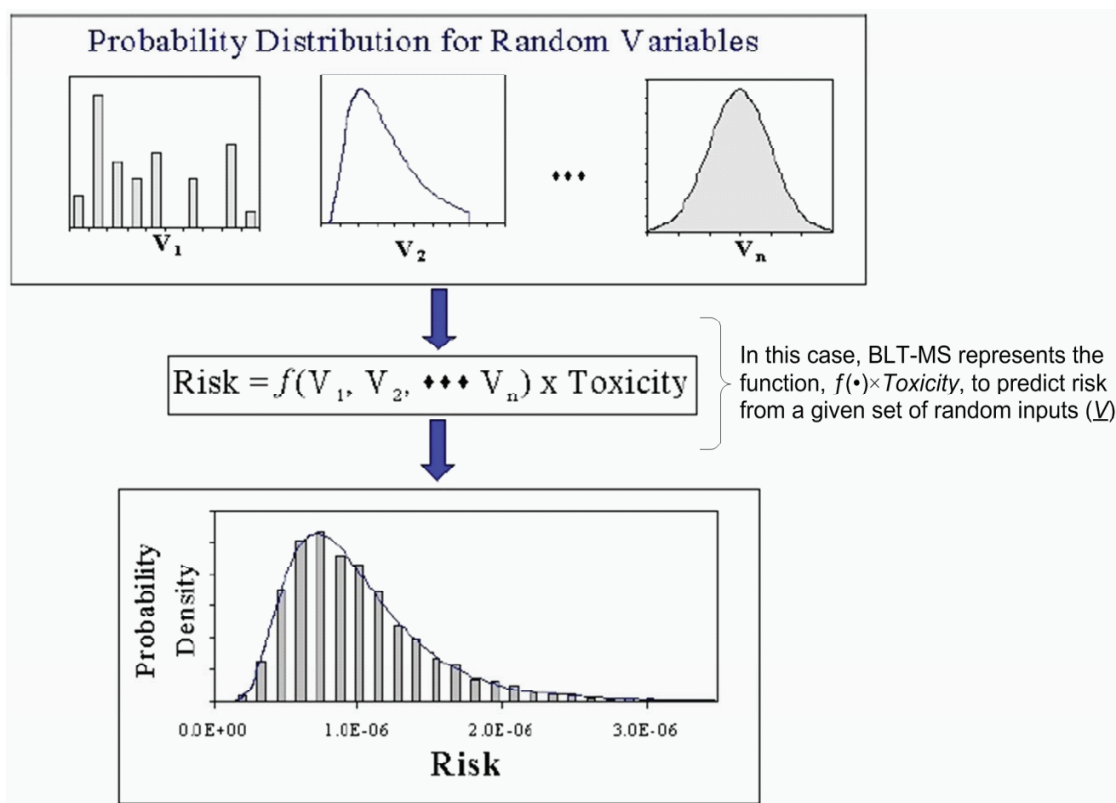 Probability Distribution for Random Variables
V1
V2
♦♦♦
Vn
Risk = f(V1, V2, ♦♦♦ Vn) x Toxicity
In this case, BLT-MS represents the
function, f(•)×Toxicity, to predict risk
from a given set of random inputs (V)
Probability
Density
0.0E+00
1.0E-06
2.0E-06
3.0E-06
Risk